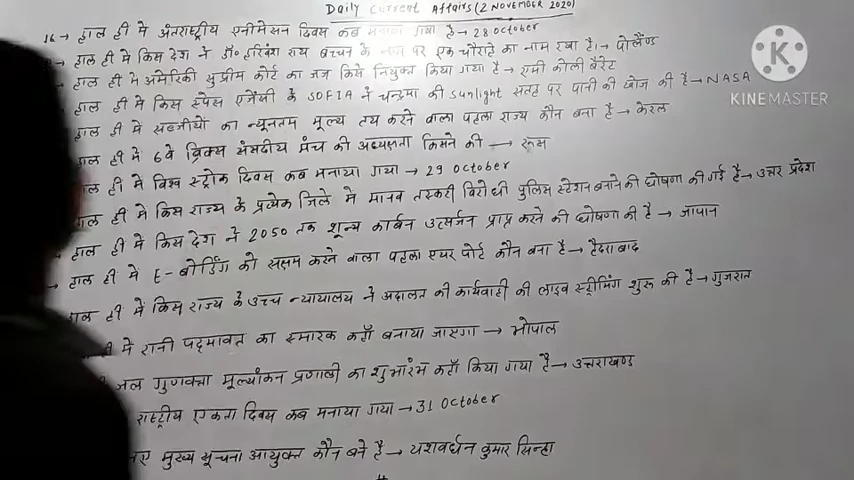 Daily Current Affairs (2 NOVEMBER 2020)
16→ हाल ही में अंतराष्ट्रीय एनीमेसन दिवस कब मनाया गया है → 28 October
हाल ही में किस देश ने डॉ० हरिवंश राय बच्चन के नाम पर एक चौराहे का नाम रखा है। → पोलैण्ड
→ हाल ही में अमेरिकी सुप्रीम कोर्ट का जज किसे नियुक्त किया गया है → एमी कोनी बैरेट
हाल ही में किस स्पेस एजेंसी के SOFIA ने चन्द्रमा की Sunlight सतह पर पानी की खोज की है → NASA
हाल ही में सब्जीयों का न्यूनतम मूल्य तय करने वाला पहला राज्य कौन बना है → केरल
हाल ही में 6वे ब्रिक्स संसदीय मंच की अध्यक्षता किसने की → रूस
हाल ही में विश्व स्ट्रोक दिवस कब मनाया गया → 29 October
हाल ही में किस राज्य के प्रत्येक जिले में मानव तस्करी विरोधी पुलिस स्टेशन बनाने की घोषणा की गई है → उत्तर प्रदेश
हाल ही में किस देश ने 2050 तक शून्य कार्बन उत्सर्जन प्राप्त करने की घोषणा की है → जापान
→ हाल ही में E-बोर्डिंग को सक्षम करने वाला पहला एयर पोर्ट कौन बना है → हैदराबाद
हाल ही में किस राज्य के उच्च न्यायालय ने अदालत की कार्यवाही की लाइव स्ट्रीमिंग शुरू की है → गुजरात
में रानी पद्मावत का स्मारक कहाँ बनाया जाएगा → भोपाल
जल गुणवत्ता मूल्यांकन प्रणाली का शुभारंभ कहाँ किया गया है → उत्तराखण्ड
राष्ट्रीय एकता दिवस कब मनाया गया → 31 October
मुख्य सूचना आयुक्त कौन बने है → यशवर्धन कुमार सिन्हा
KINEMASTER